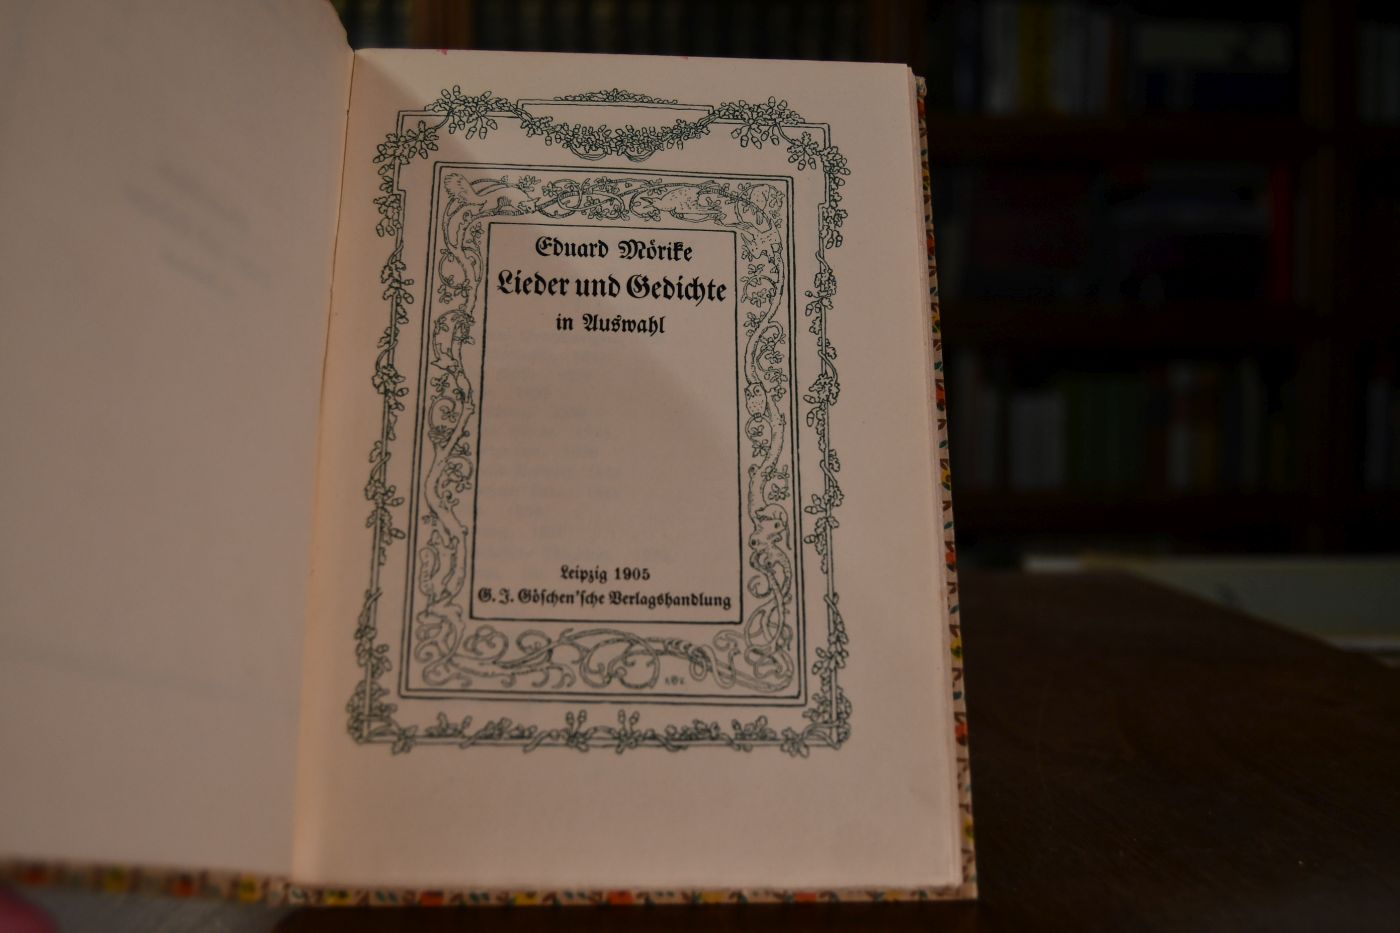 Eduard Mörike
Lieder und Gedichte
in Auswahl
Leipzig 1905
G. J. Göschen'sche Verlagshandlung